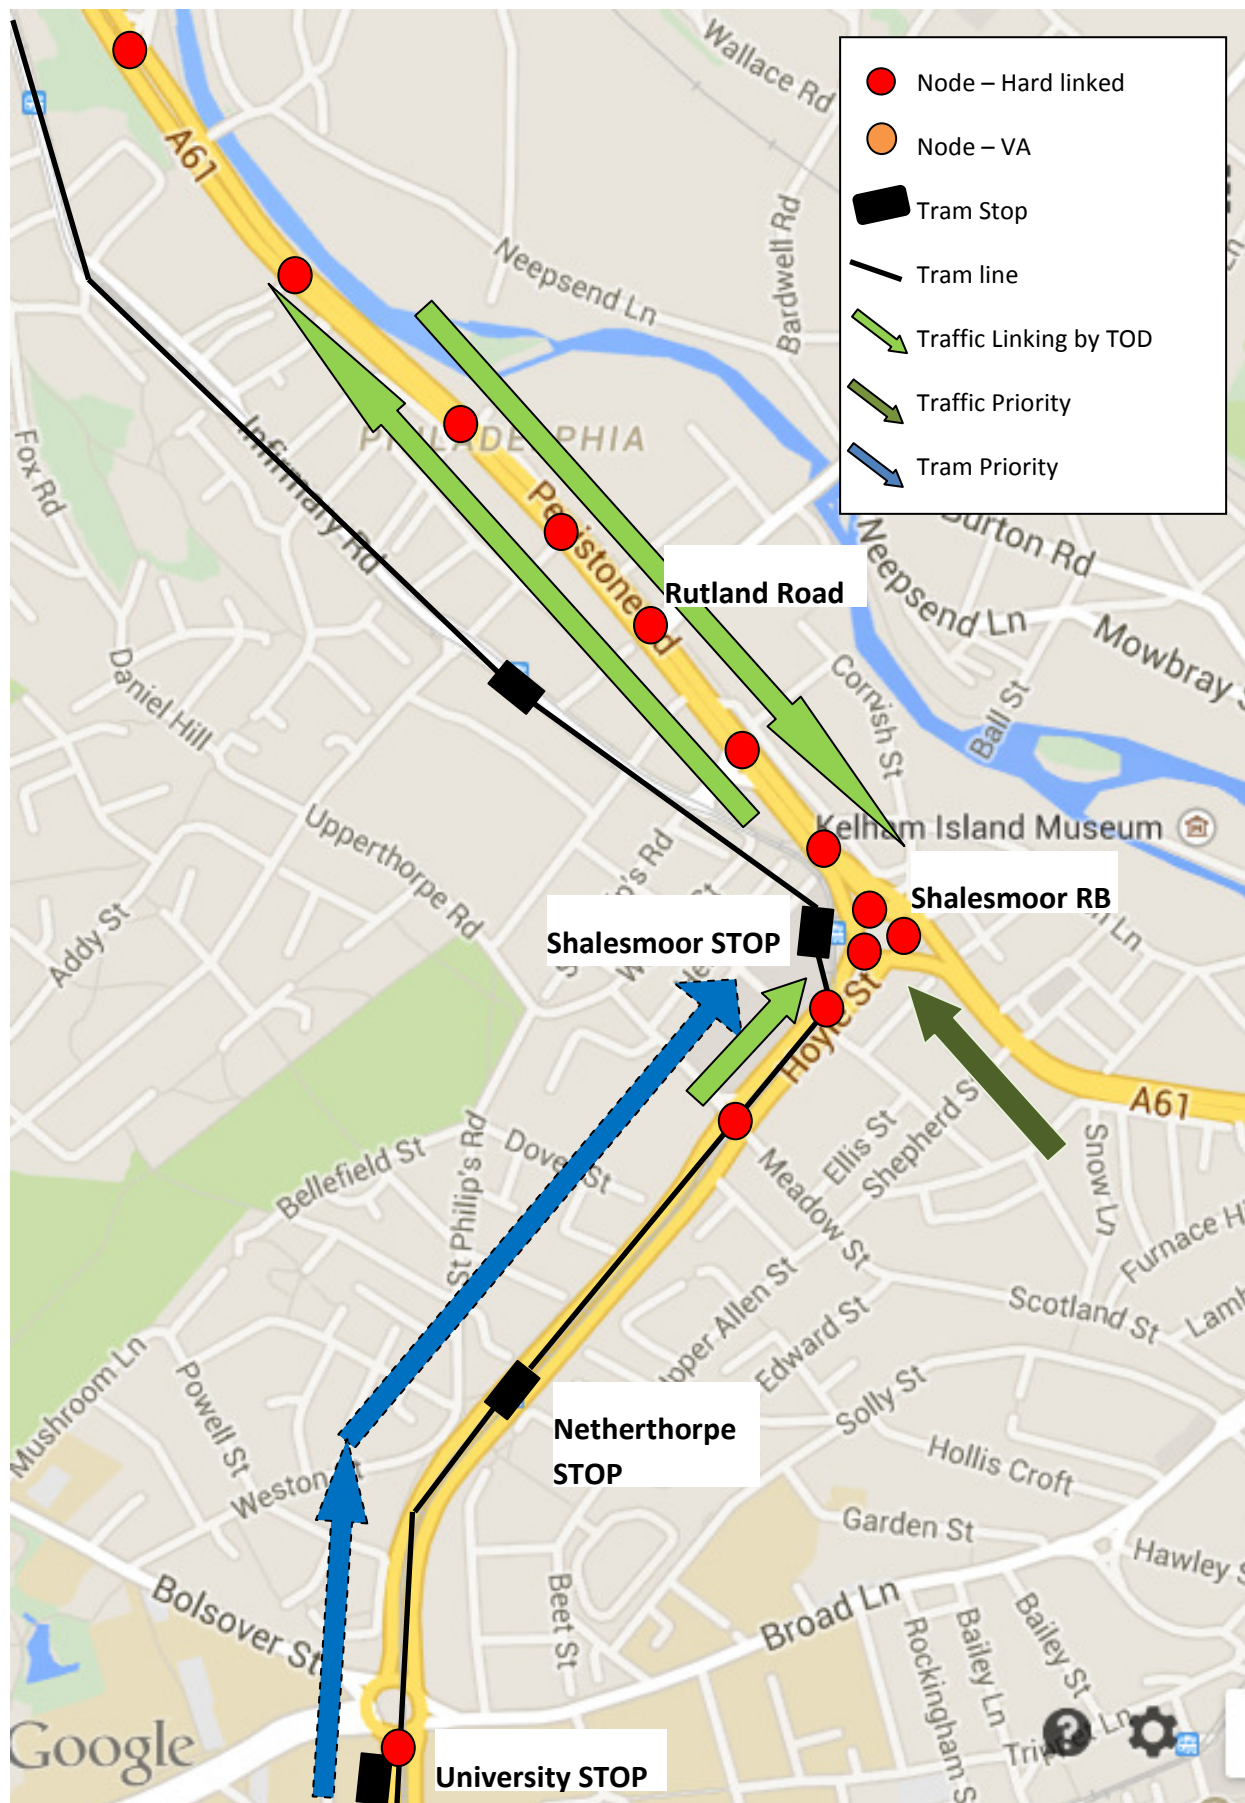 Wallace Rd
Node – Hard linked
Node – VA
Tram Stop
Tram line
Traffic Linking by TOD
Traffic Priority
Tram Priority
A61
Bardwell Rd
Neepsend Ln
Fox Rd
Infirmary Rd
PHILADELPHIA
Penistone Rd
Rutland Road
Burton Rd
Neepsend Ln
Mowbray
Daniel Hill
Cornish St
Ball St
Upperthorpe Rd
Kelham Island Museum
Shalesmoor RB
Addy St
Shalesmoor STOP
Hoyle St
A61
Bellefield St
St Philip's Rd
Dover St
Meadow St
Ellis St
Shepherd S
Snow Ln
Furnace Hi
Scotland St
Lamb
Mushroom Ln
Powell St
Upper Allen St
Edward St
Solly St
Netherthorpe
STOP
Hollis Croft
Weston
Garden St
Hawley S
Bolsover St
Beet St
Broad Ln
Rockingham S
Bailey Ln
Bailey St
Google
?
University STOP